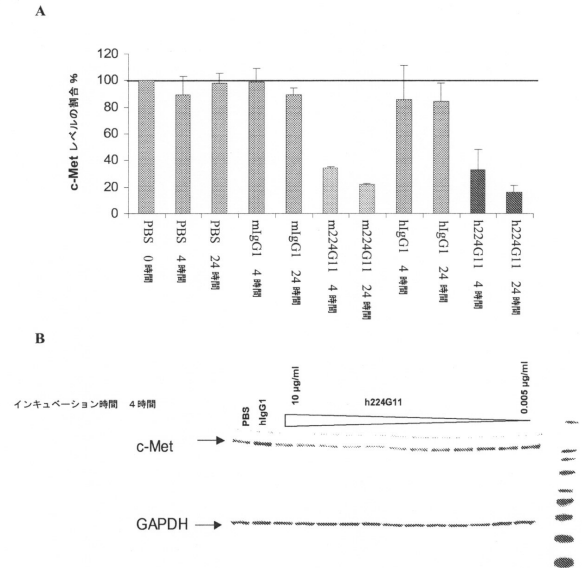 A
c-Met レベルの割合 %
120
100
80
60
40
20
0
PBS 0 時間
PBS 4 時間
PBS 24 時間
mIgG1 4 時間
mIgG1 24 時間
m224G11 4 時間
m224G11 24 時間
hIgG1 4 時間
hIgG1 24 時間
h224G11 4 時間
h224G11 24 時間
B
インキュベーション時間 4 時間
PBS
hIgG1
10 µg/ml
h224G11
0.005 µg/ml
c-Met
GAPDH